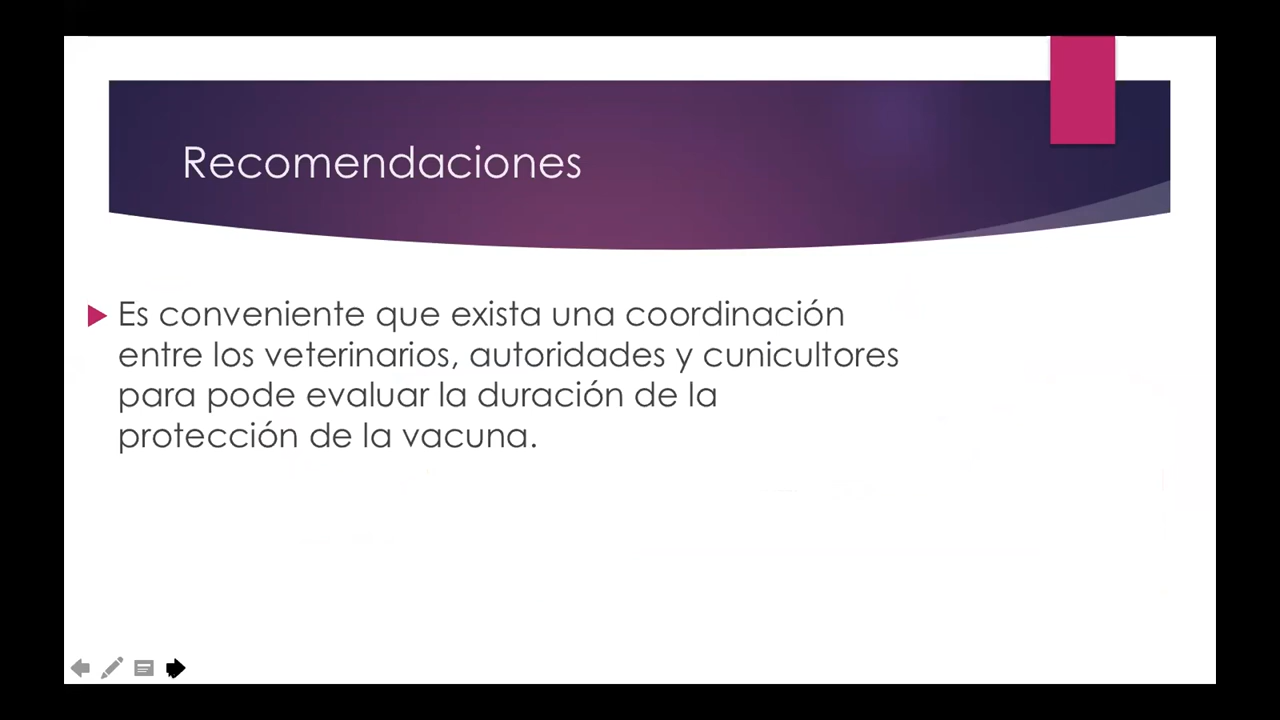 Recomendaciones
Es conveniente que exista una coordinación
entre los veterinarios, autoridades y cunicultores
para pode evaluar la duración de la
protección de la vacuna.